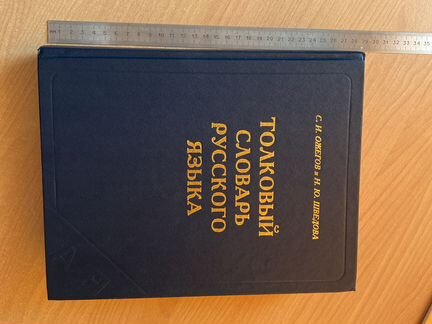 С. И. ОЖЕГОВ и Н. Ю. ШВЕДОВА
ТОЛКОВЫЙ
СЛОВАРЬ
РУССКОГО
ЯЗЫКА